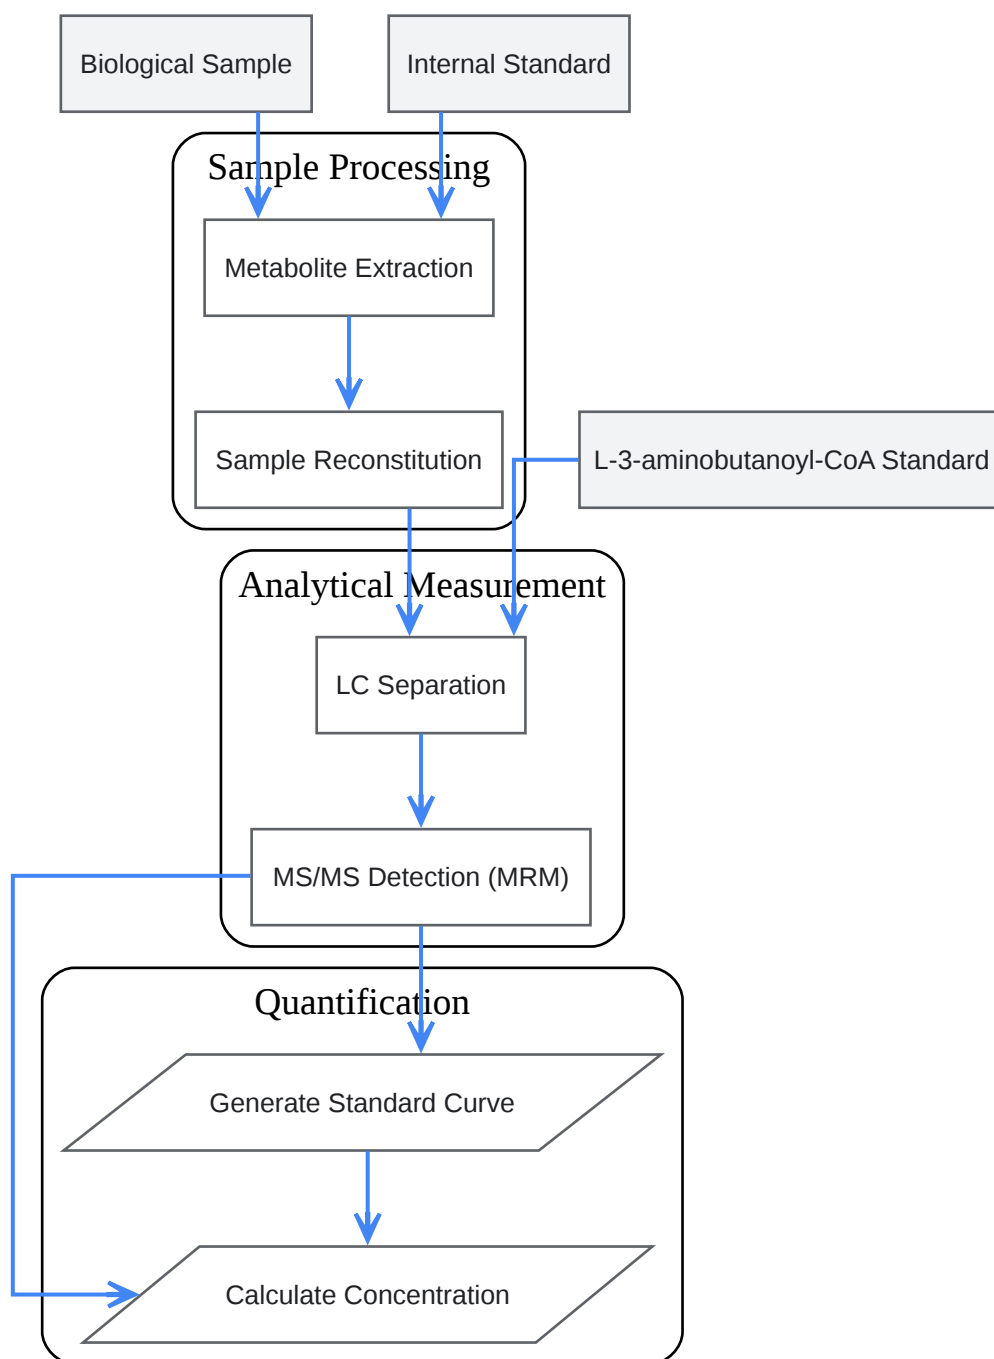 Biological Sample
Internal Standard
Sample Processing
Metabolite Extraction
Sample Reconstitution
L-3-aminobutanoyl-CoA Standard
Analytical Measurement
LC Separation
MS/MS Detection (MRM)
Quantification
Generate Standard Curve
Calculate Concentration